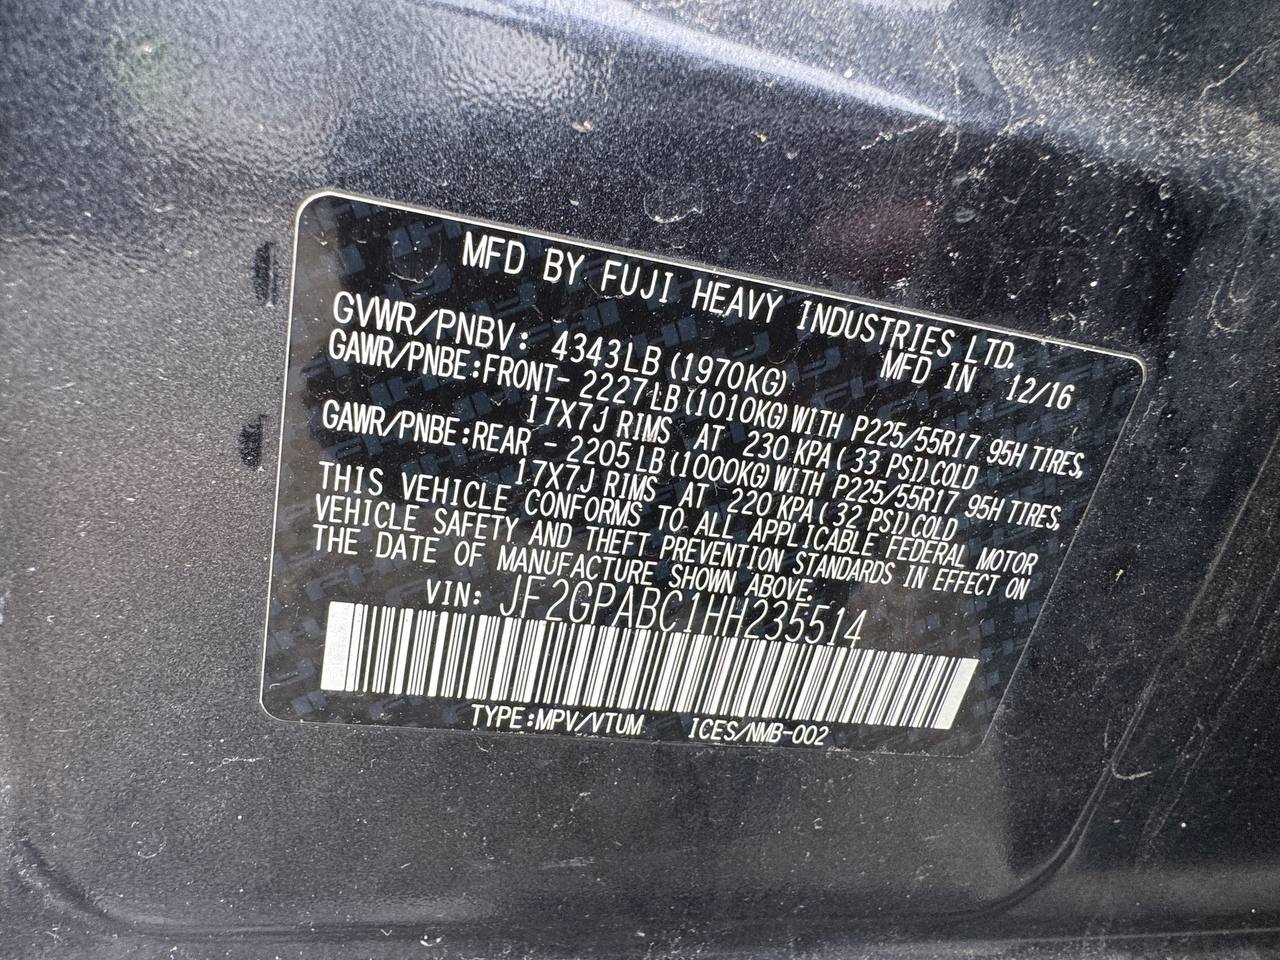 MFD BY FUJI HEAVY INDUSTRIES LTD.
GVWR/PNBV: 4343LB(1970KG) MFD IN 12/16
GAWR/PNBE:FRONT- 2227LB(1010KG)WITH P225/55R17 95H TIRES,
17X7J RIMS AT 230 KPA( 33 PSI)COLD
GAWR/PNBE:REAR - 2205LB(1000KG)WITH P225/55R17 95H TIRES,
17X7J RIMS AT 220 KPA( 32 PSI)COLD
THIS VEHICLE CONFORMS TO ALL APPLICABLE FEDERAL MOTOR
VEHICLE SAFETY AND THEFT PREVENTION STANDARDS IN EFFECT ON
THE DATE OF MANUFACTURE SHOWN ABOVE.
VIN: JF2GPABC1HH235514
TYPE:MPV/VTUM ICES/NMB-002